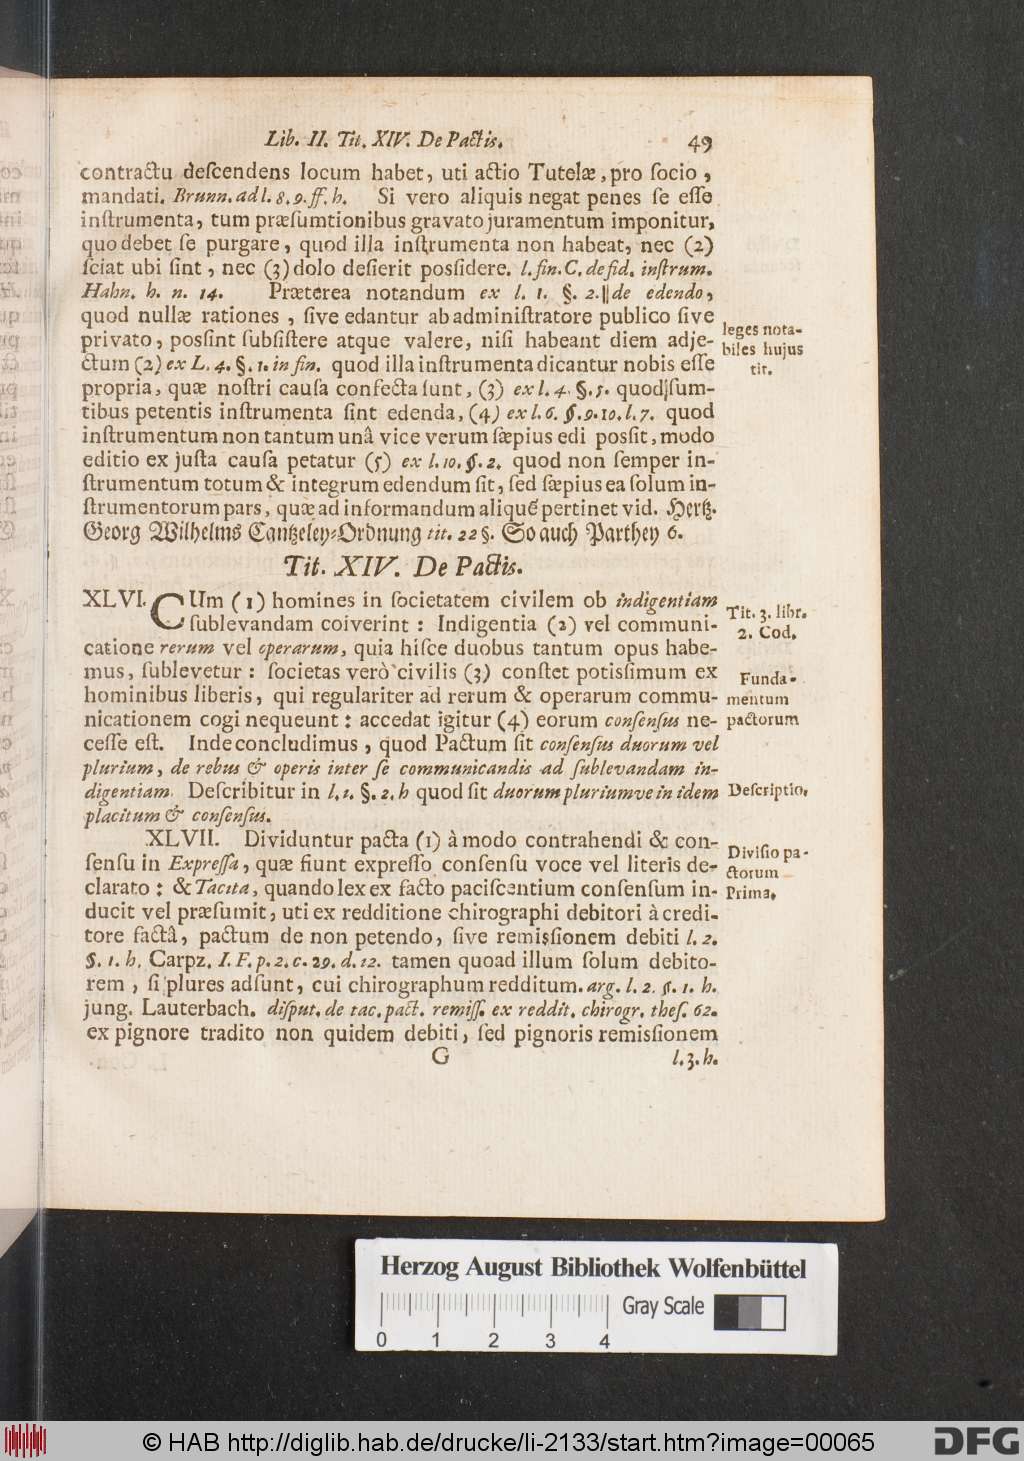 Lib. II. Tit. XIV. De Pactis. 49
contractu deſcendens locum habet, uti actio Tutelæ, pro ſocio,
mandati. Brunn. ad l. 8. 9. ff. h. Si vero aliquis negat penes ſe eſſe
inſtrumenta, tum præſumtionibus gravato juramentum imponitur,
quo debet ſe purgare, quod illa inſtrumenta non habeat, nec (2)
ſciat ubi ſint, nec (3) dolo deſierit poſſidere. l. fin. C. de fid. inſtrum.
Hahn. h. n. 14. Præterea notandum ex l. 1. §. 2. de edendo,
quod nullæ rationes, ſive edantur ab adminiſtratore publico ſive
privato, poſſint ſubſiſtere atque valere, niſi habeant diem adje-
ctum (2) ex L. 4. §. 1. in fin. quod illa inſtrumenta dicantur nobis eſſe
propria, quæ noſtri cauſa confecta ſunt, (3) ex l. 4. §. 5. quod ſum-
tibus petentis inſtrumenta ſint edenda, (4) ex l. 6. §. 9. 10. l. 7. quod
inſtrumentum non tantum unâ vice verum ſæpius edi poſſit, modo
editio ex juſta cauſa petatur (5) ex l. 10. §. 2. quod non ſemper in-
ſtrumentum totum & integrum edendum ſit, ſed ſæpius ea ſolum in-
ſtrumentorum pars, quæ ad informandum aliquẽ pertinet vid. Hertz.
Georg Wilhelms Cantzeley-Ordnung tit. 22 §. So auch Parthey 6.
leges nota-
biles hujus
tit.
Tit. XIV. De Pactis.
XLVI. CUm (1) homines in ſocietatem civilem ob indigentiam
ſublevandam coiverint: Indigentia (2) vel communi-
catione rerum vel operarum, quia hiſce duobus tantum opus habe-
mus, ſublevetur: ſocietas verò civilis (3) conſtet potisſimum ex
hominibus liberis, qui regulariter ad rerum & operarum commu-
nicationem cogi nequeunt: accedat igitur (4) eorum conſenſus ne-
ceſſe eſt. Inde concludimus, quod Pactum ſit conſenſus duorum vel
plurium, de rebus & operis inter ſe communicandis ad ſublevandam in-
digentiam. Deſcribitur in l. 1. §. 2. h quod ſit duorum pluriumve in idem
placitum & conſenſus.
Tit. 3. libr.
2. Cod.
Funda-
mentum
pactorum
Deſcriptio.
XLVII. Dividuntur pacta (1) à modo contrahendi & con-
ſenſu in Expreſſa, quæ fiunt expreſſo conſenſu voce vel literis de-
clarato: & Tacita, quando lex ex facto paciſcentium conſenſum in-
ducit vel præſumit, uti ex redditione chirographi debitori à credi-
tore factâ, pactum de non petendo, ſive remisſionem debiti l. 2.
§. 1. h. Carpz. I. F. p. 2. c. 29. d. 12. tamen quoad illum ſolum debito-
rem, ſi plures adſunt, cui chirographum redditum. arg. l. 2. §. 1. h.
jung. Lauterbach. diſput. de tac. pact. remiſſ. ex reddit. chirogr. theſ. 62.
ex pignore tradito non quidem debiti, ſed pignoris remisſionem
Diviſio pa-
ctorum
Prima.
G l. 3. h.
Herzog August Bibliothek Wolfenbüttel
Gray Scale
0 1 2 3 4
© HAB http://diglib.hab.de/drucke/li-2133/start.htm?image=00065
DFG